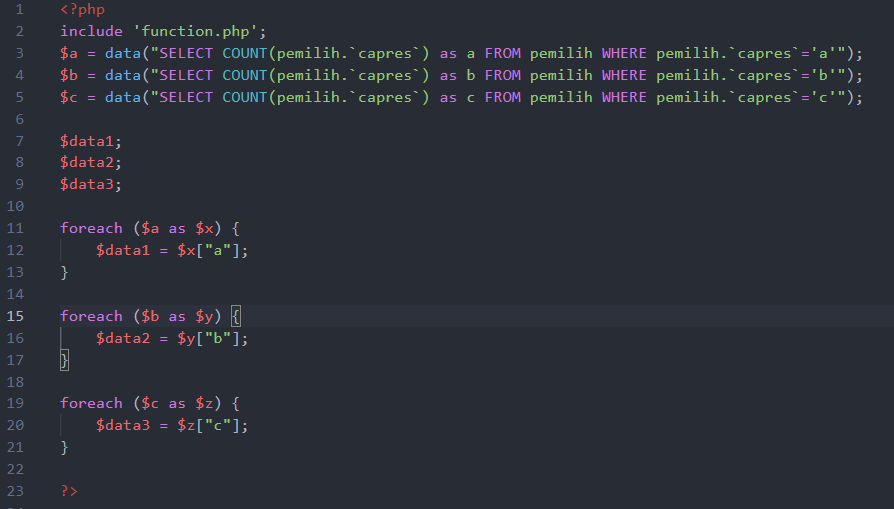 1 <?php
2 include 'function.php';
3 $a = data("SELECT COUNT(pemilih.`capres`) as a FROM pemilih WHERE pemilih.`capres`='a'");
4 $b = data("SELECT COUNT(pemilih.`capres`) as b FROM pemilih WHERE pemilih.`capres`='b'");
5 $c = data("SELECT COUNT(pemilih.`capres`) as c FROM pemilih WHERE pemilih.`capres`='c'");
6
7 $data1;
8 $data2;
9 $data3;
10
11 foreach ($a as $x) {
12     $data1 = $x["a"];
13 }
14
15 foreach ($b as $y) {
16     $data2 = $y["b"];
17 }
18
19 foreach ($c as $z) {
20     $data3 = $z["c"];
21 }
22
23 ?>